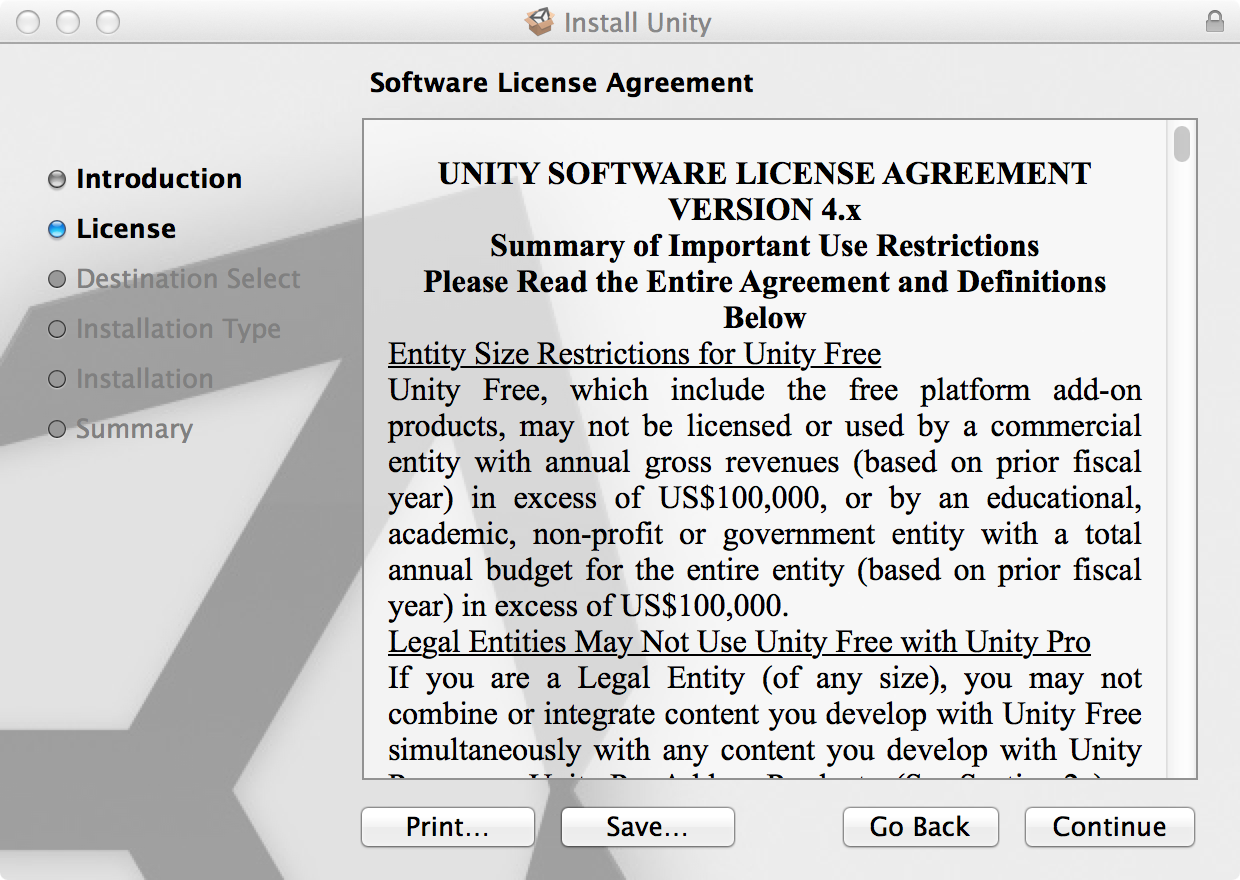 Install Unity
Software License Agreement
Introduction
License
Destination Select
Installation Type
Installation
Summary
UNITY SOFTWARE LICENSE AGREEMENT
VERSION 4.x
Summary of Important Use Restrictions
Please Read the Entire Agreement and Definitions
Below
Entity Size Restrictions for Unity Free
Unity Free, which include the free platform add-on
products, may not be licensed or used by a commercial
entity with annual gross revenues (based on prior fiscal
year) in excess of US$100,000, or by an educational,
academic, non-profit or government entity with a total
annual budget for the entire entity (based on prior fiscal
year) in excess of US$100,000.
Legal Entities May Not Use Unity Free with Unity Pro
If you are a Legal Entity (of any size), you may not
combine or integrate content you develop with Unity Free
simultaneously with any content you develop with Unity
Print...
Save...
Go Back
Continue